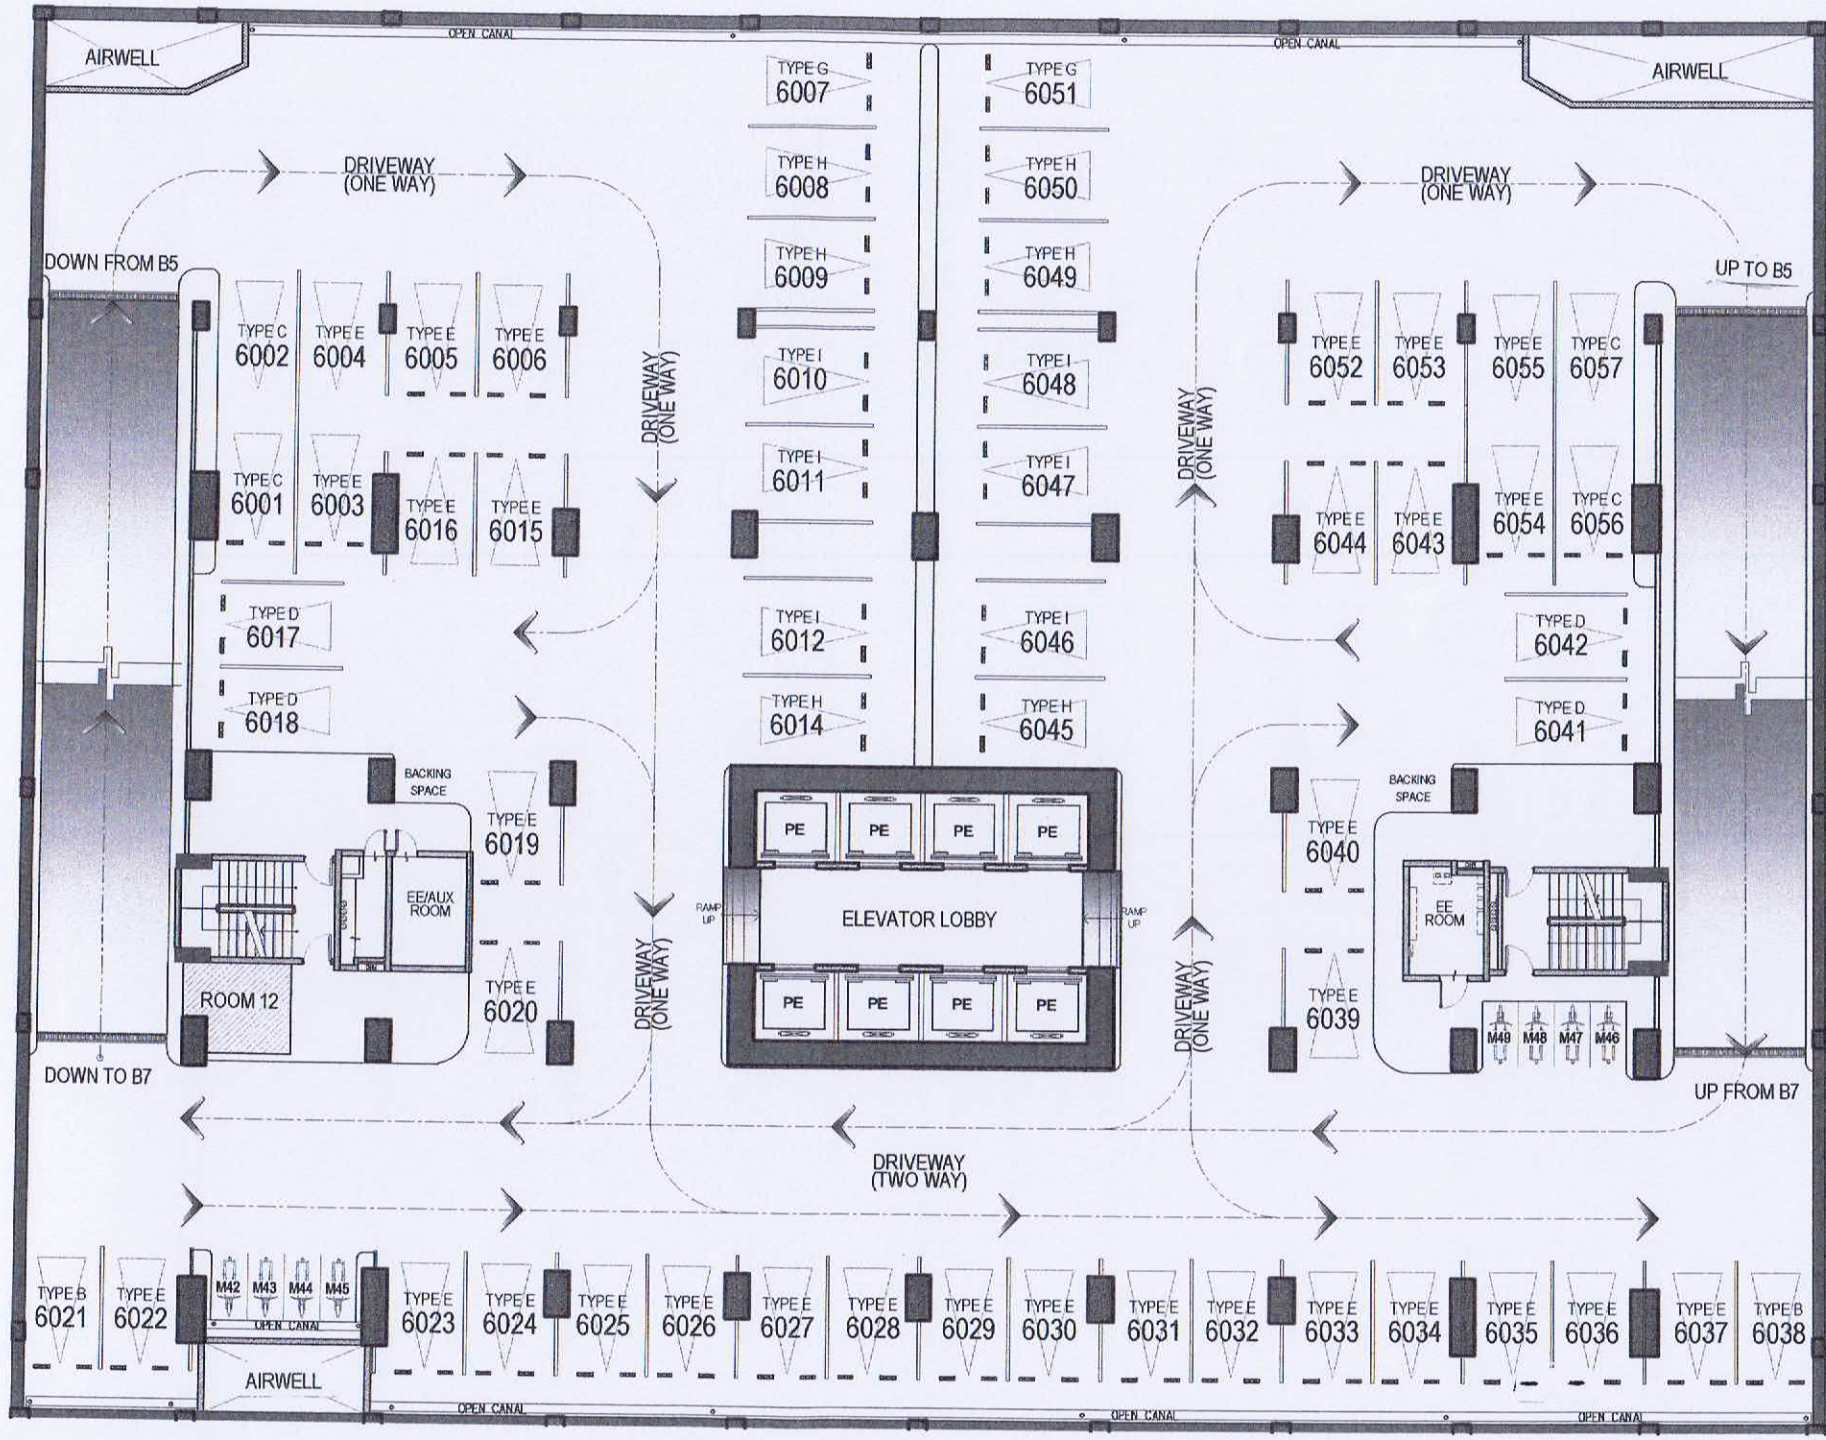 OPEN CANAL
OPEN CANAL
AIRWELL
AIRWELL
TYPE G
6007
TYPE G
6051
DRIVEWAY
(ONE WAY)
TYPE H
6008
TYPE H
6050
DRIVEWAY
(ONE WAY)
DOWN FROM B5
TYPE H
6009
TYPE H
6049
UP TO B5
TYPE C
6002
TYPE E
6004
TYPE E
6005
TYPE E
6006
DRIVEWAY
(ONE WAY)
TYPE I
6010
TYPE I
6048
DRIVEWAY
(ONE WAY)
TYPE E
6052
TYPE E
6053
TYPE E
6055
TYPE C
6057
TYPE C
6001
TYPE E
6003
TYPE E
6016
TYPE E
6015
TYPE I
6011
TYPE I
6047
TYPE E
6044
TYPE E
6043
TYPE E
6054
TYPE C
6056
TYPE D
6017
TYPE I
6012
TYPE I
6046
TYPE D
6042
TYPE D
6018
TYPE H
6014
TYPE H
6045
TYPE D
6041
BACKING
SPACE
BACKING
SPACE
TYPE E
6019
PE
PE
PE
PE
TYPE E
6040
EE/AUX
ROOM
RAMP
UP
ELEVATOR LOBBY
RAMP
UP
EE
ROOM
ROOM 12
TYPE E
6020
DRIVEWAY
(ONE WAY)
PE
PE
PE
PE
DRIVEWAY
(ONE WAY)
TYPE E
6039
M49
M48
M47
M46
DOWN TO B7
UP FROM B7
DRIVEWAY
(TWO WAY)
TYPE B
6021
TYPE E
6022
M42
M43
M44
M45
OPEN CANAL
TYPE E
6023
TYPE E
6024
TYPE E
6025
TYPE E
6026
TYPE E
6027
TYPE E
6028
TYPE E
6029
TYPE E
6030
TYPE E
6031
TYPE E
6032
TYPE E
6033
TYPE E
6034
TYPE E
6035
TYPE E
6036
TYPE E
6037
TYPE B
6038
AIRWELL
OPEN CANAL
OPEN CANAL
OPEN CANAL